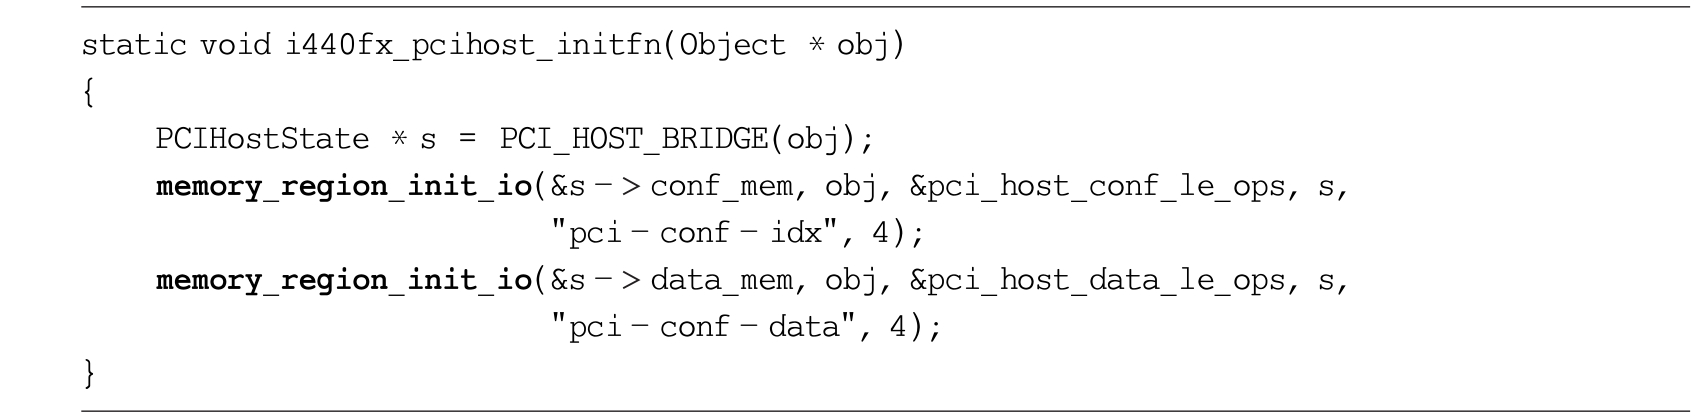 static void i440fx_pcihost_initfn(Object * obj)
{
    PCIHostState * s = PCI_HOST_BRIDGE(obj);
    memory_region_init_io(&s->conf_mem, obj, &pci_host_conf_le_ops, s,
                          "pci-conf-idx", 4);
    memory_region_init_io(&s->data_mem, obj, &pci_host_data_le_ops, s,
                          "pci-conf-data", 4);
}